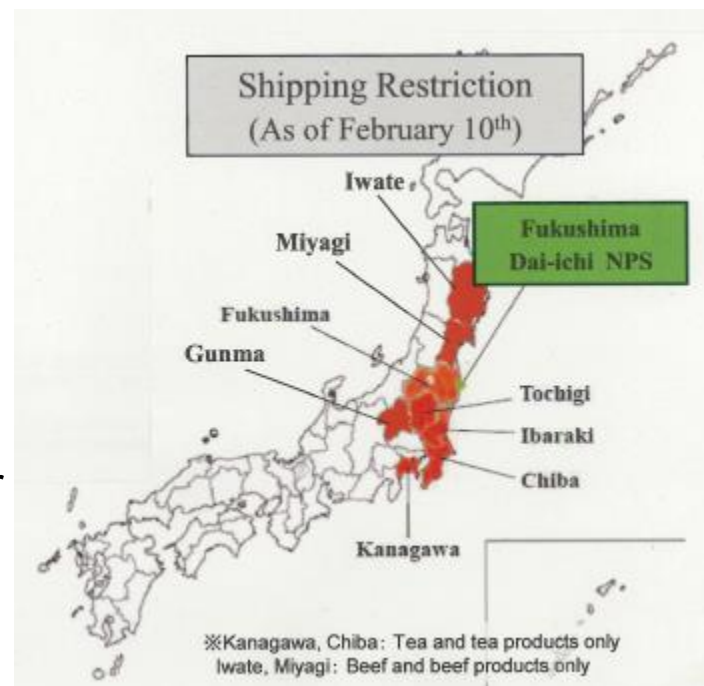 Shipping Restriction
(As of February 10th)
Iwate
Fukushima
Dai-ichi NPS
Miyagi
Fukushima
Gunma
Tochigi
Ibaraki
Chiba
Kanagawa
※Kanagawa, Chiba: Tea and tea products only
Iwate, Miyagi: Beef and beef products only